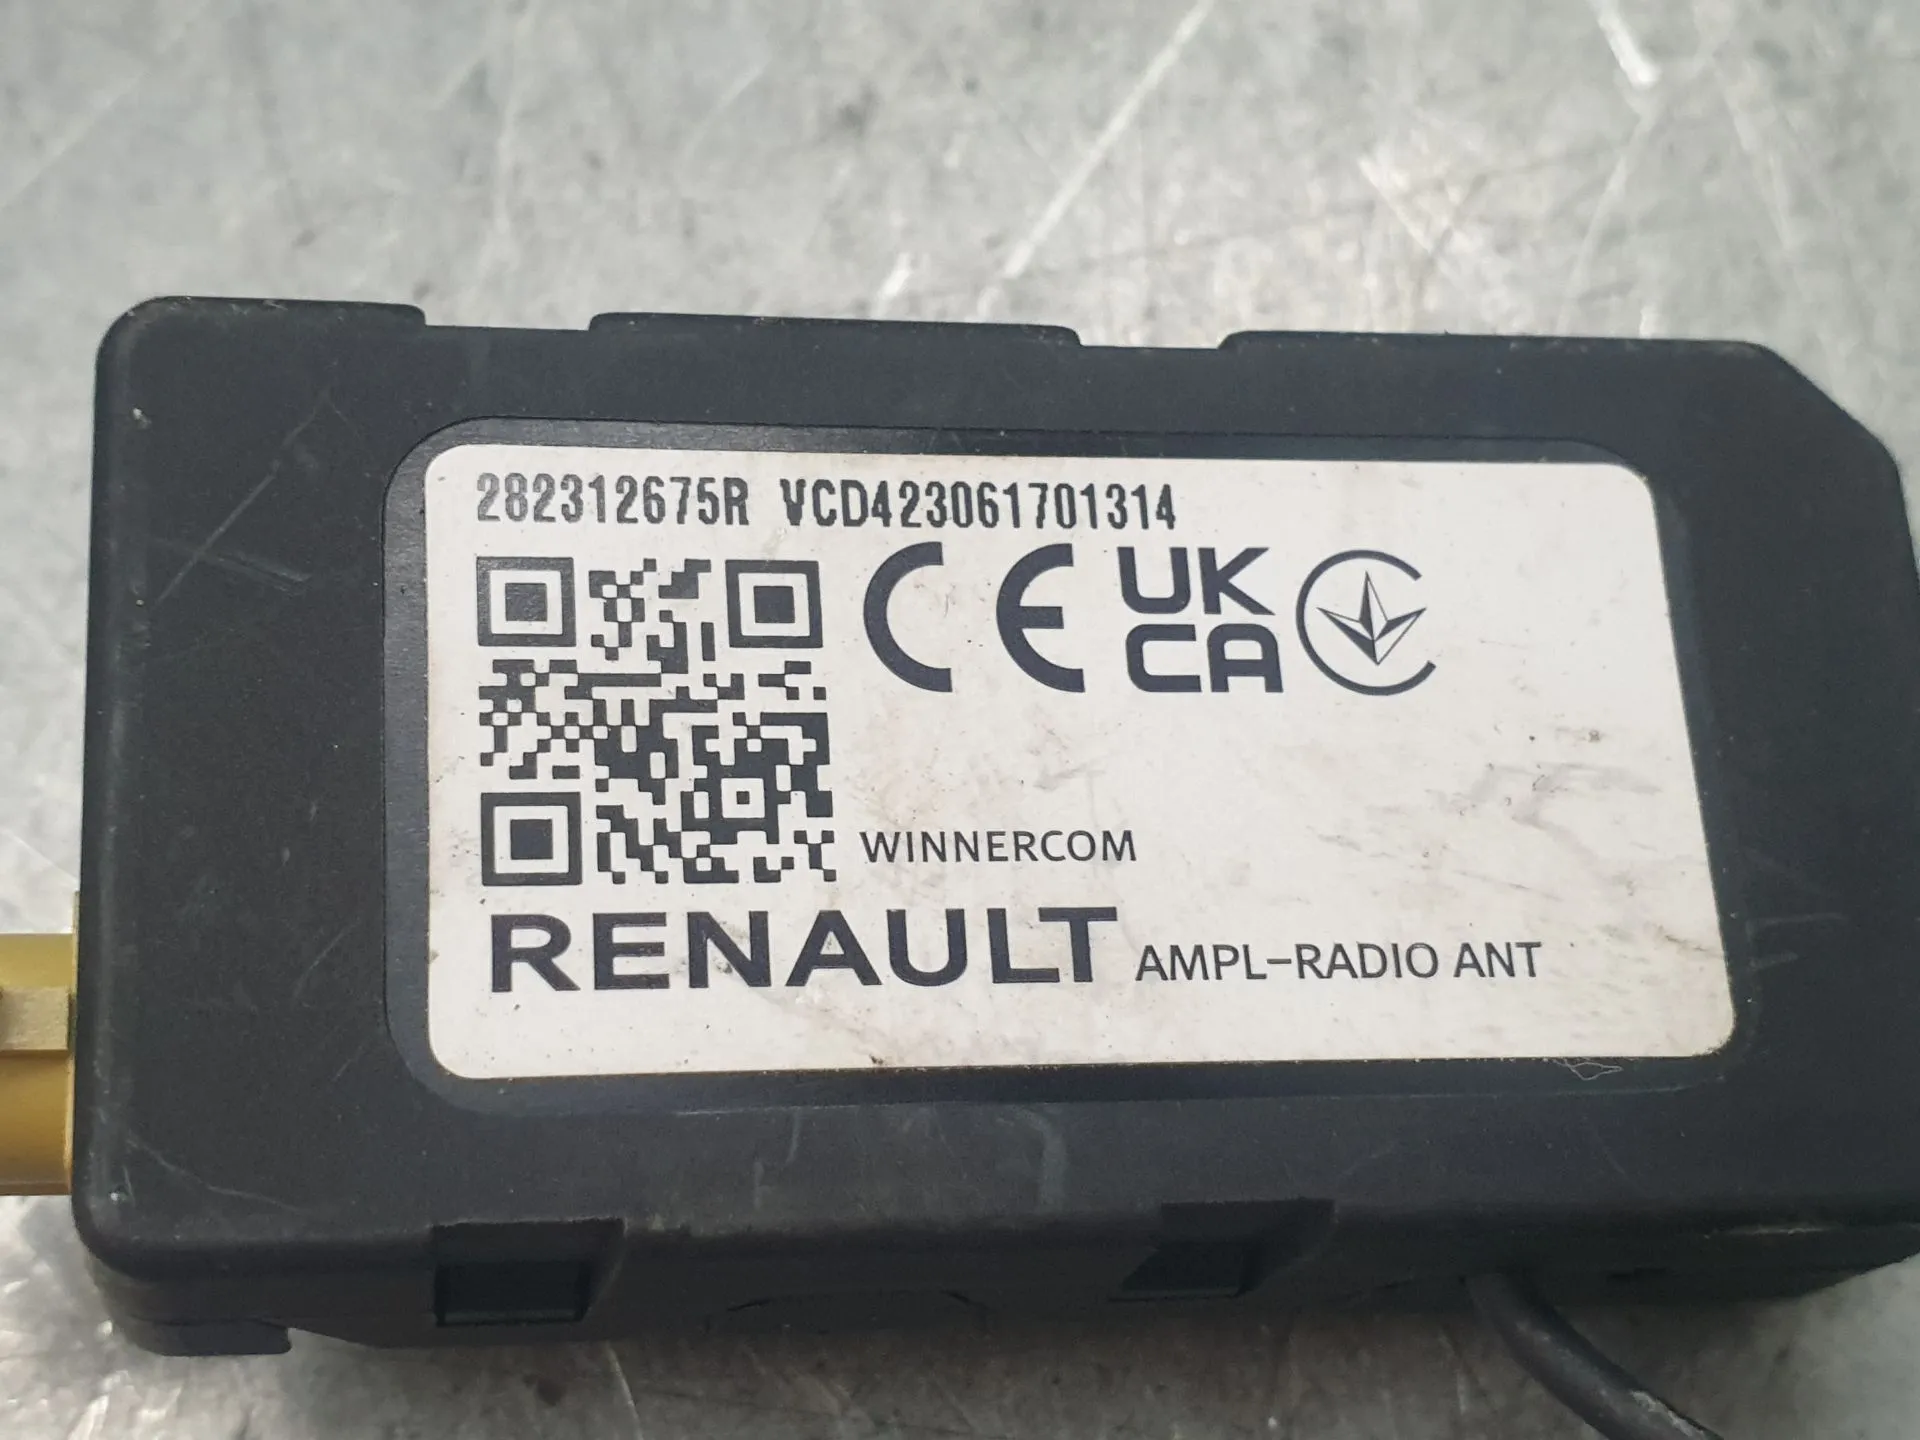 282312675R VCD423061701314
CE UK
CA
WINNERCOM
RENAULT AMPL-RADIO ANT